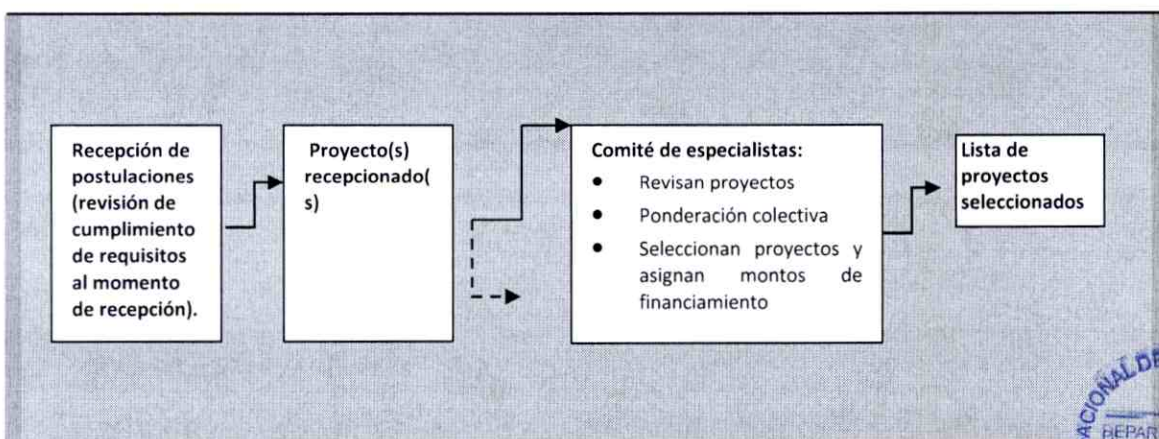 Recepción de
postulaciones
(revisión de
cumplimiento
de requisitos
al momento
de recepción).
Proyecto(s)
recepcionado(
s)
Comité de especialistas:
● Revisan proyectos
● Ponderación colectiva
● Seleccionan proyectos y
asignan montos de
financiamiento
Lista de
proyectos
seleccionados